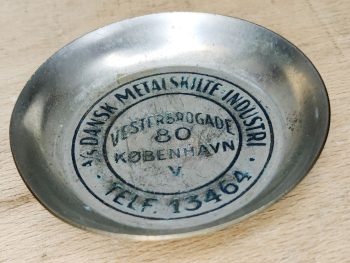 A/S DANSK METALSKILTE-INDUSTRI
VESTERBROGADE
80
KØBENHAVN
V
· TELF. 13464 ·